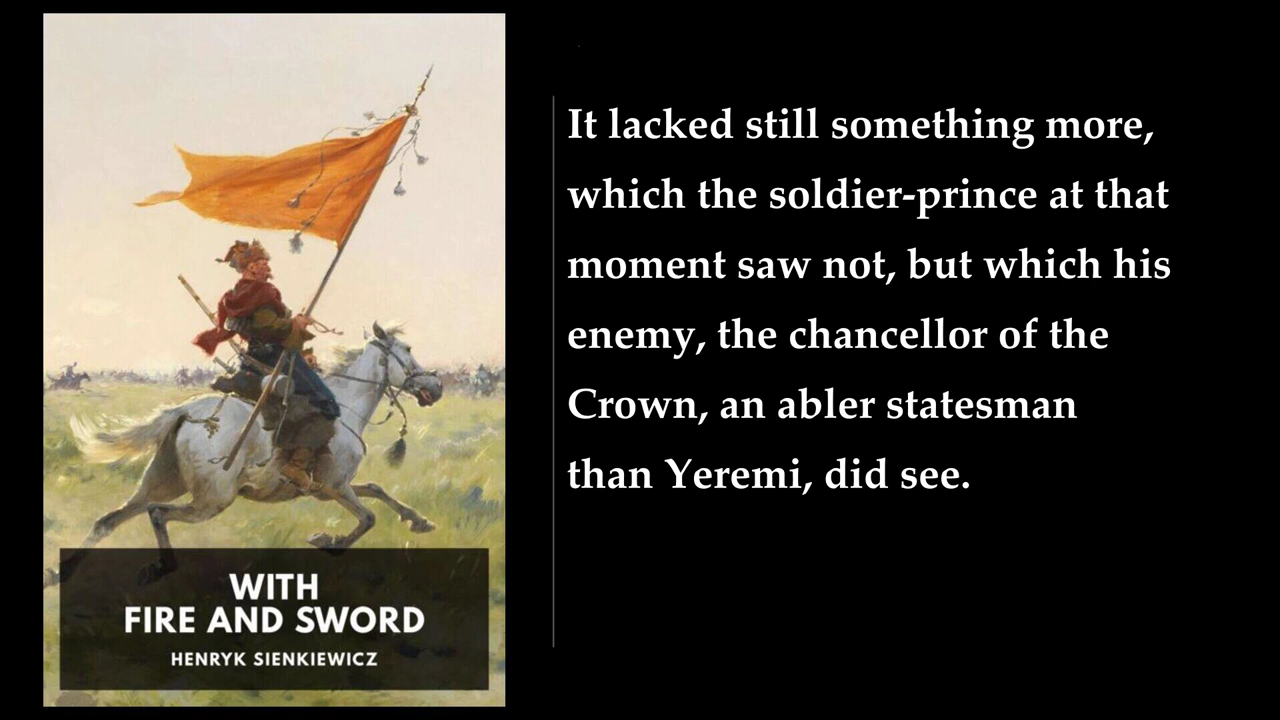 It lacked still something more,
which the soldier-prince at that
moment saw not, but which his
enemy, the chancellor of the
Crown, an abler statesman
than Yeremi, did see.
WITH
FIRE AND SWORD
HENRYK SIENKIEWICZ